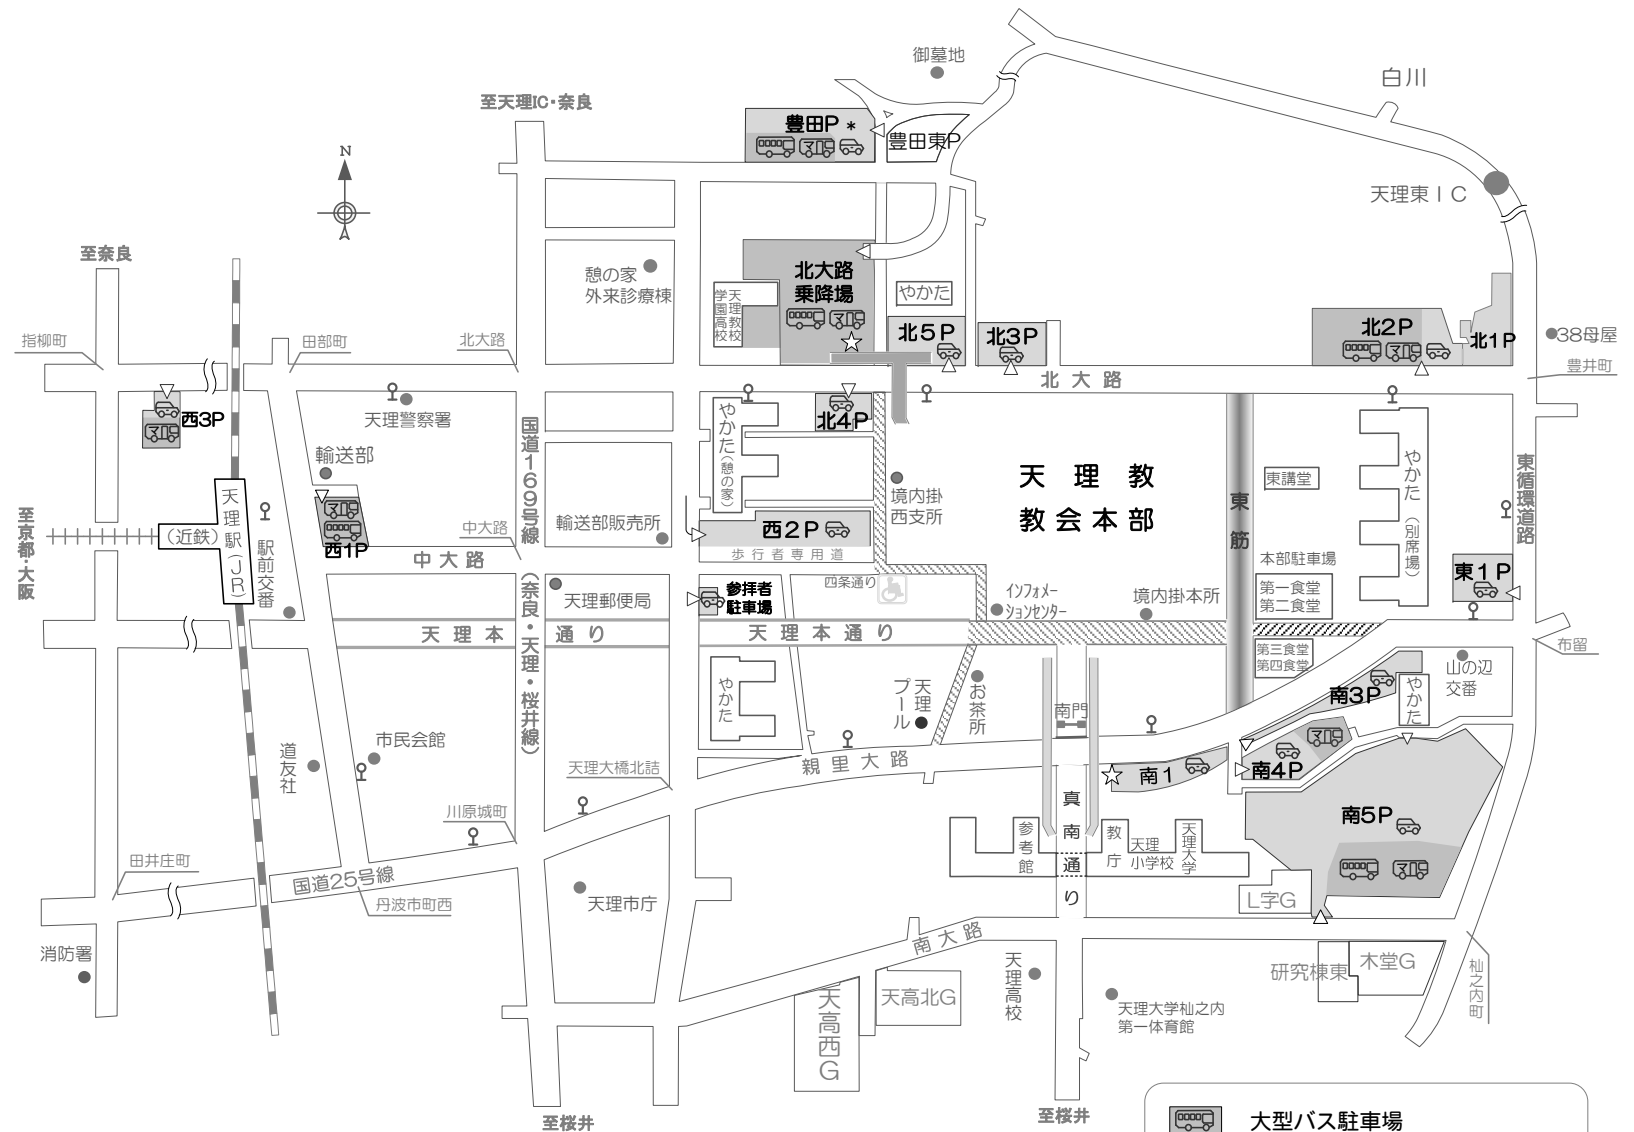 御墓地
白川
至天理IC・奈良
豊田P *
豊田東P
N
天理東IC
至奈良
憩の家
外来診療棟
北大路
乗降場
天理教校
学園高校
やかた
北5P
北3P
北2P
北1P
38母屋
指柳町
田部町
北大路
豊井町
北大路
西3P
天理警察署
北4P
やかた(憩の家)
国道169号線(奈良・天理・桜井線)
輸送部
天理教
教会本部
東筋
東講堂
やかた(別席場)
東循環道路
境内掛
西支所
至京都・大阪
天理駅(JR)
(近鉄)
駅前交番
西1P
中大路
中大路
輸送部販売所
西2P
歩行者専用道
本部駐車場
東1P
天理郵便局
参拝者
駐車場
四条通り
インフォメー
ションセンター
境内掛本所
第一食堂
第二食堂
天理本通り
天理本通り
第三食堂
第四食堂
布留
山の辺
交番
南3P
やかた
やかた
天理
プール
お茶所
南門
市民会館
道友社
天理大橋北詰
親里大路
南1
南4P
川原城町
真南通り
南5P
参考館
教庁
天理
小学校
天理大学
田井庄町
国道25号線
丹波市町西
天理市庁
L字G
南大路
消防署
天理高校
研究棟東
木堂G
杣之内町
天高西G
天高北G
天理大学杣之内
第一体育館
至桜井
至桜井
大型バス駐車場